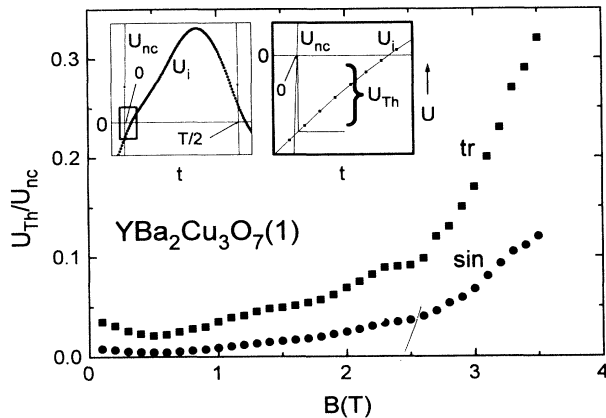 0.3
0.2
0.1
0.0
U_Th/U_nc
U_nc
0
U_i
0
T/2
t
0
U_nc
U_i
0
U_Th
t
U
YBa₂Cu₃O₇(1)
tr
sin
0 1 2 3 4
B(T)